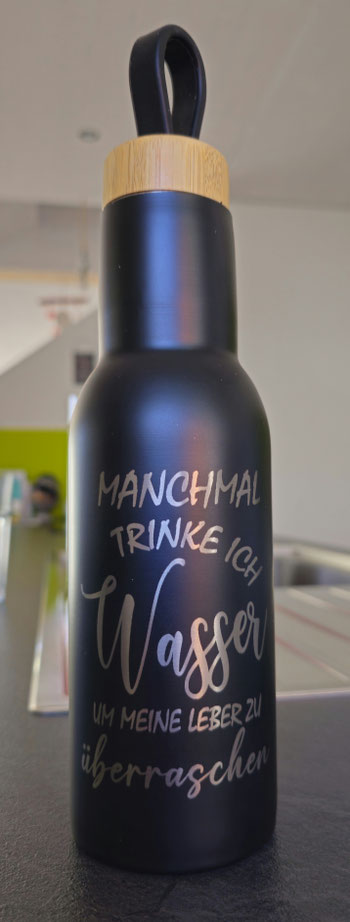 MANCHMAL
TRINKE ICH
Wasser
UM MEINE LEBER ZU
überraschen